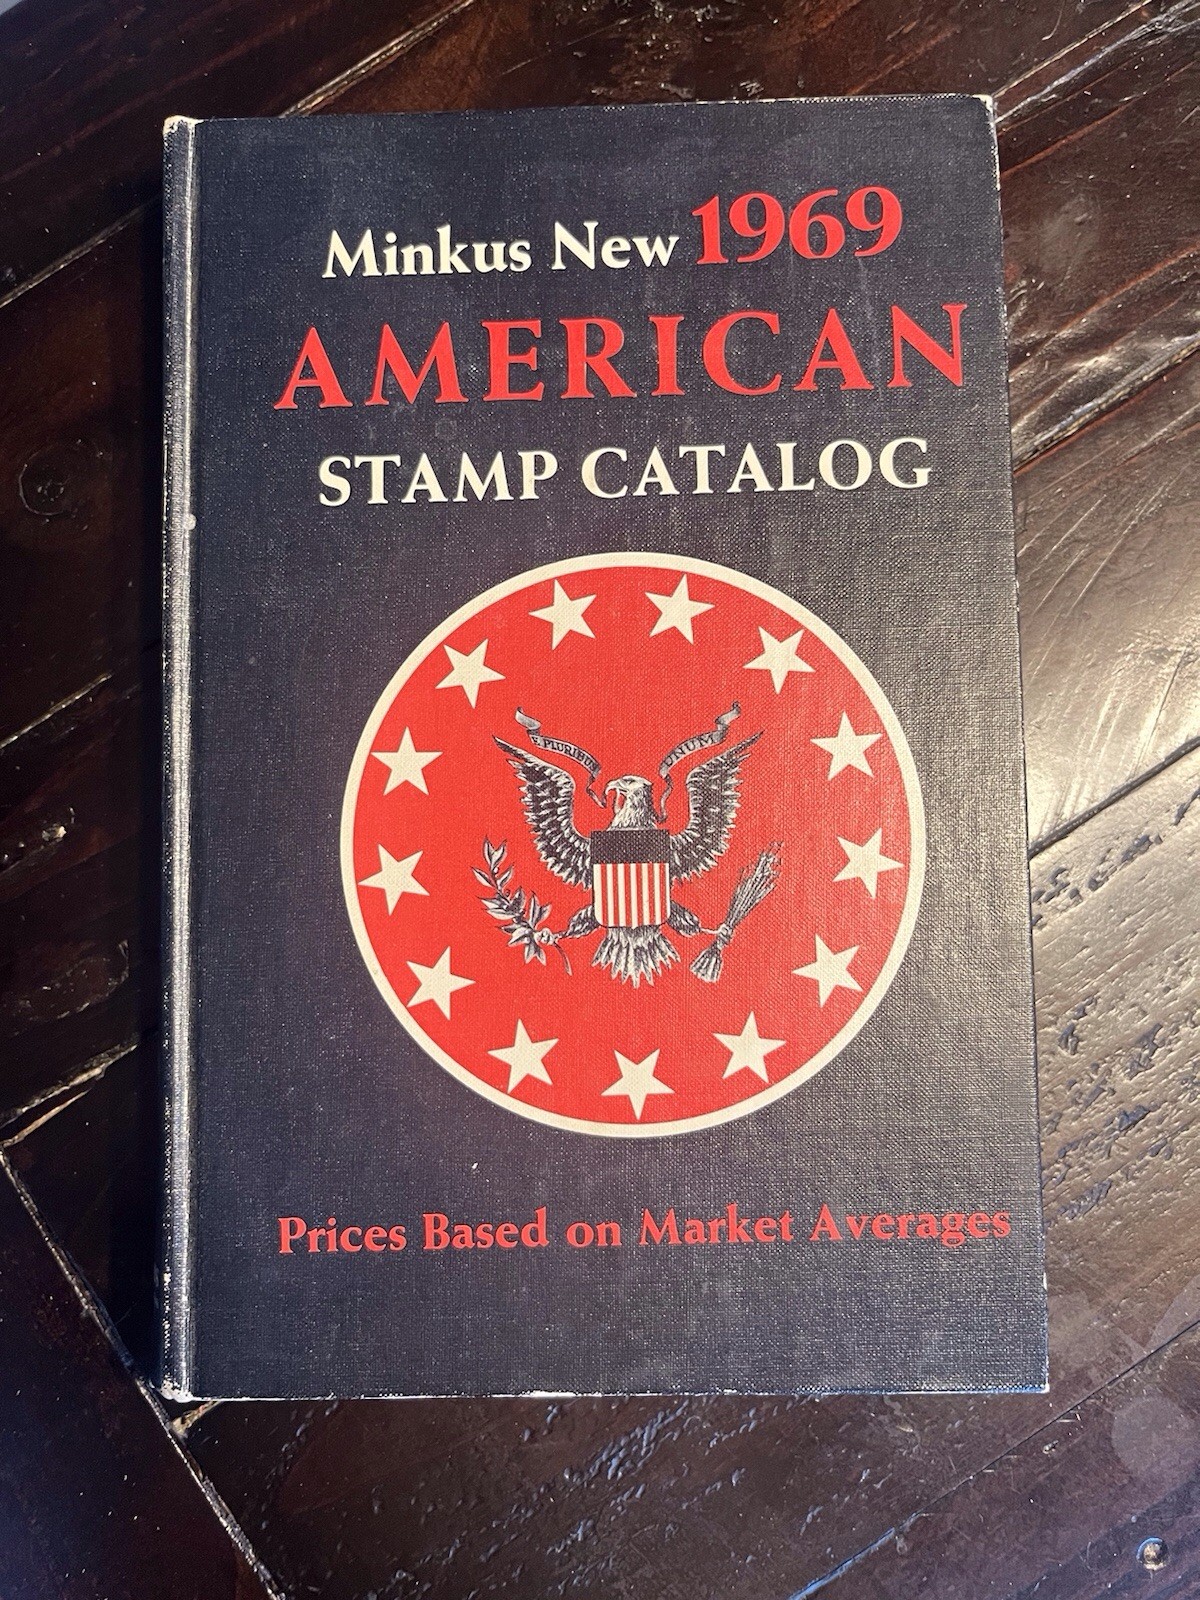 Minkus New 1969
AMERICAN
STAMP CATALOG
E PLURIBUS UNUM
Prices Based on Market Averages